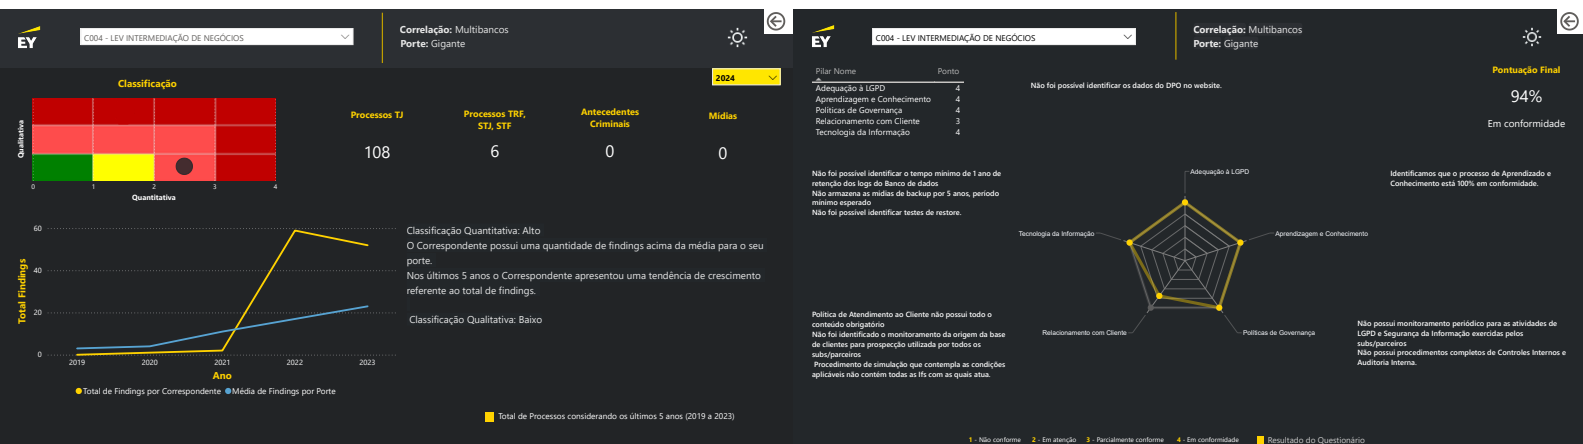 EY
C004 - LEV INTERMEDIAÇÃO DE NEGÓCIOS
Correlação: Multibancos
Porte: Gigante
2024
Classificação
Qualitativa
0 1 2 3 4
Quantitativa
Processos TJ
108
Processos TRF,
STJ, STF
6
Antecedentes
Criminais
0
Mídias
0
Total Findings
60
40
20
0
2019 2020 2021 2022 2023
Ano
Total de Findings por Correspondente Média de Findings por Porte
Classificação Quantitativa: Alto
O Correspondente possui uma quantidade de findings acima da média para o seu
porte.
Nos últimos 5 anos o Correspondente apresentou uma tendência de crescimento
referente ao total de findings.
Classificação Qualitativa: Baixo
Total de Processos considerando os últimos 5 anos (2019 a 2023)
EY
C004 - LEV INTERMEDIAÇÃO DE NEGÓCIOS
Correlação: Multibancos
Porte: Gigante
Pilar Nome Ponto
Adequação à LGPD 4
Aprendizagem e Conhecimento 4
Políticas de Governança 4
Relacionamento com Cliente 3
Tecnologia da Informação 4
Não foi possível identificar os dados do DPO no website.
Pontuação Final
94%
Em conformidade
Não foi possível identificar o tempo mínimo de 1 ano de
retenção dos logs do Banco de dados
Não armazena as mídias de backup por 5 anos, período
mínimo esperado
Não foi possível identificar testes de restore.
Adequação à LGPD
Identificamos que o processo de Aprendizado e
Conhecimento está 100% em conformidade.
Tecnologia da Informação
Aprendizagem e Conhecimento
Relacionamento com Cliente
Políticas de Governança
Política de Atendimento ao Cliente não possui todo o
conteúdo obrigatório
Não foi identificado o monitoramento da origem da base
de clientes para prospecção utilizada por todos os
subs/parceiros
Procedimento de simulação que contempla as condições
aplicáveis não contém todas as Ifs com as quais atua.
Não possui monitoramento periódico para as atividades de
LGPD e Segurança da Informação exercidas pelos
subs/parceiros
Não possui procedimentos completos de Controles Internos e
Auditoria Interna.
1 - Não conforme 2 - Em atenção 3 - Parcialmente conforme 4 - Em conformidade Resultado do Questionário